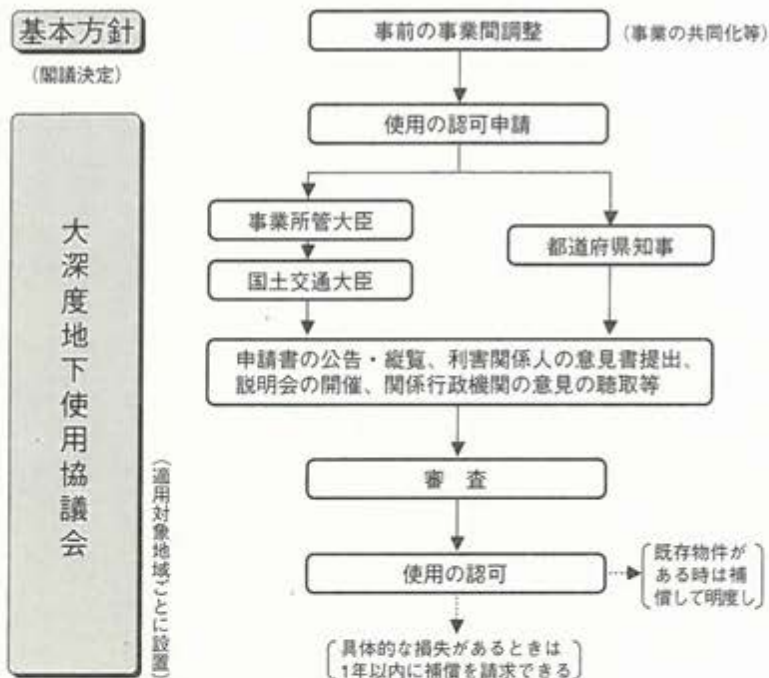 基本方針
(閣議決定)
大深度地下使用協議会
(適用対象地域ごとに設置)
事前の事業間調整
(事業の共同化等)
使用の認可申請
事業所管大臣
国土交通大臣
都道府県知事
申請書の公告・縦覧、利害関係人の意見書提出、
説明会の開催、関係行政機関の意見の聴取等
審 査
使用の認可
既存物件が
ある時は補
償して明度し
具体的な損失があるときは
1年以内に補償を請求できる